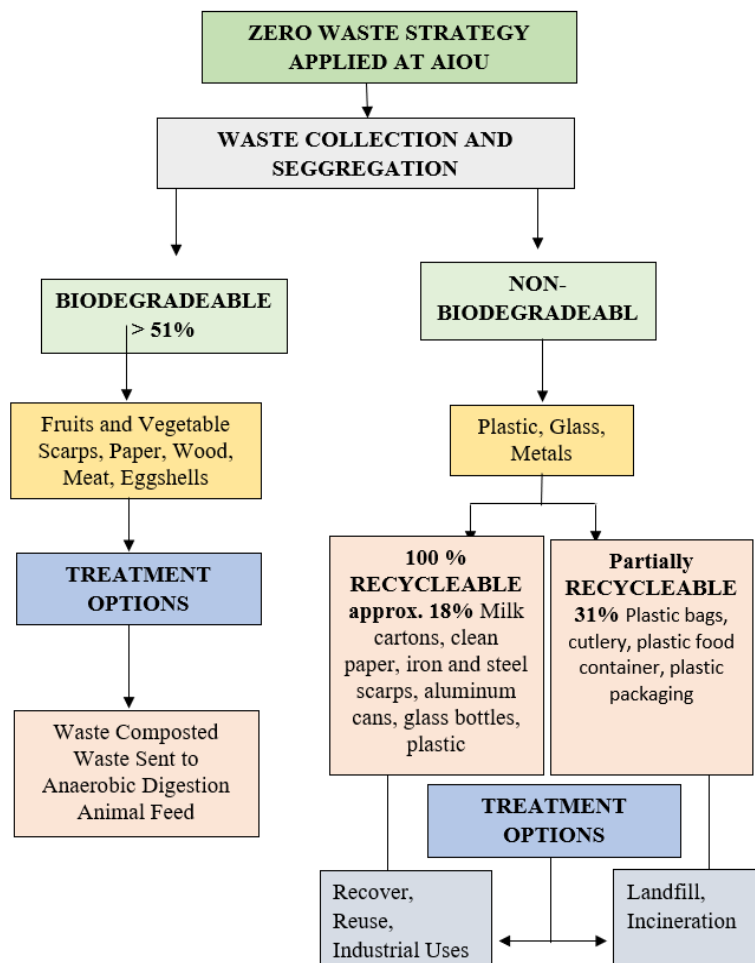 ZERO WASTE STRATEGY
APPLIED AT AIOU
WASTE COLLECTION AND
SEGGREGATION
BIODEGRADEABLE
> 51%
NON-
BIODEGRADEABL
Fruits and Vegetable
Scarps, Paper, Wood,
Meat, Eggshells
Plastic, Glass,
Metals
TREATMENT
OPTIONS
100 %
RECYCLEABLE
approx. 18% Milk
cartons, clean
paper, iron and steel
scarps, aluminum
cans, glass bottles,
plastic
Partially
RECYCLEABLE
31% Plastic bags,
cutlery, plastic food
container, plastic
packaging
Waste Composted
Waste Sent to
Anaerobic Digestion
Animal Feed
TREATMENT
OPTIONS
Recover,
Reuse,
Industrial Uses
Landfill,
Incineration